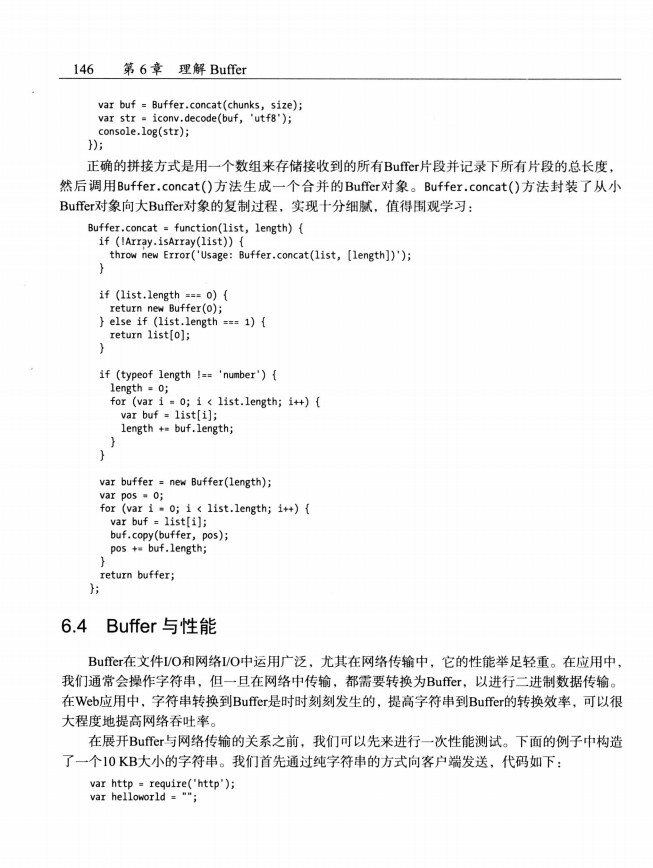 146 第 6 章 理解 Buffer
var buf = Buffer.concat(chunks, size);
var str = iconv.decode(buf, 'utf8');
console.log(str);
});
正确的拼接方式是用一个数组来存储接收到的所有Buffer片段并记录下所有片段的总长度，
然后调用Buffer.concat()方法生成一个合并的Buffer对象。Buffer.concat()方法封装了从小
Buffer对象向大Buffer对象的复制过程，实现十分细腻，值得围观学习：
Buffer.concat = function(list, length) {
if (!Array.isArray(list)) {
throw new Error('Usage: Buffer.concat(list, [length])');
}
if (list.length === 0) {
return new Buffer(0);
} else if (list.length === 1) {
return list[0];
}
if (typeof length !== 'number') {
length = 0;
for (var i = 0; i < list.length; i++) {
var buf = list[i];
length += buf.length;
}
}
var buffer = new Buffer(length);
var pos = 0;
for (var i = 0; i < list.length; i++) {
var buf = list[i];
buf.copy(buffer, pos);
pos += buf.length;
}
return buffer;
};
6.4 Buffer 与性能
Buffer在文件I/O和网络I/O中运用广泛，尤其在网络传输中，它的性能举足轻重。在应用中，
我们通常会操作字符串，但一旦在网络中传输，都需要转换为Buffer，以进行二进制数据传输。
在Web应用中，字符串转换到Buffer是时时刻刻发生的，提高字符串到Buffer的转换效率，可以很
大程度地提高网络吞吐率。
在展开Buffer与网络传输的关系之前，我们可以先来进行一次性能测试。下面的例子中构造
了一个10 KB大小的字符串。我们首先通过纯字符串的方式向客户端发送，代码如下：
var http = require('http');
var helloworld = "";